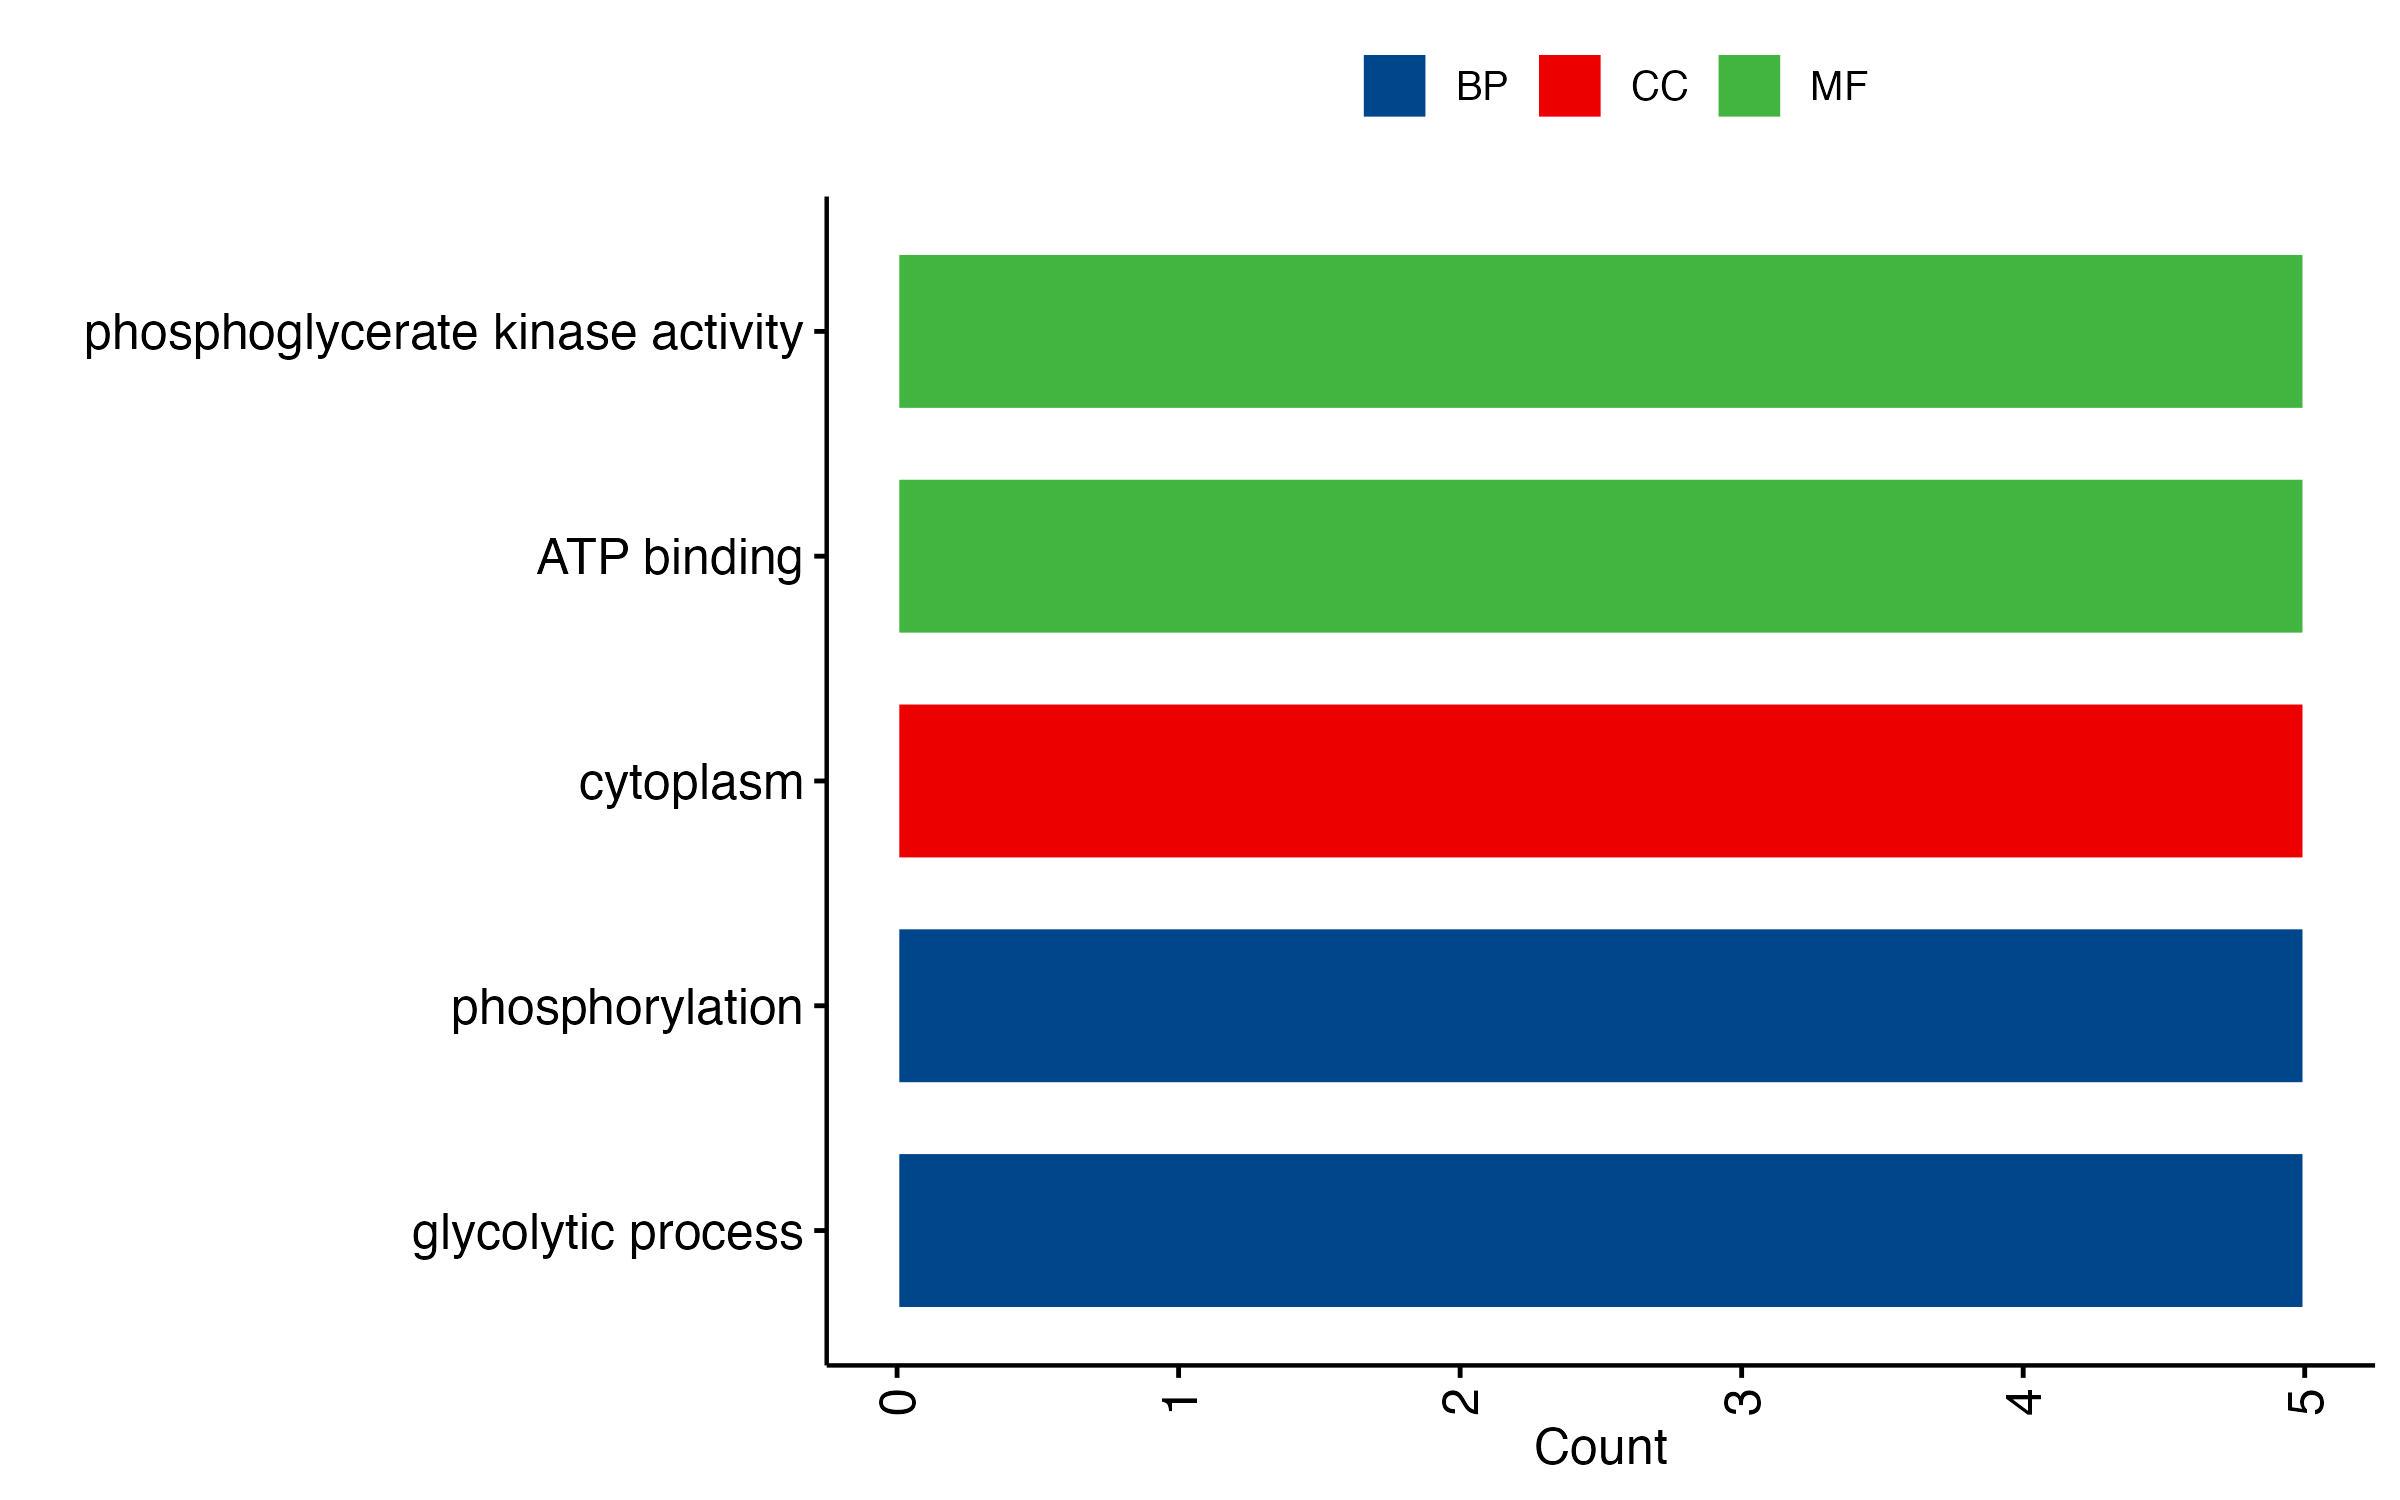 BP CC MF
phosphoglycerate kinase activity
ATP binding
cytoplasm
phosphorylation
glycolytic process
0 1 2 3 4 5
Count